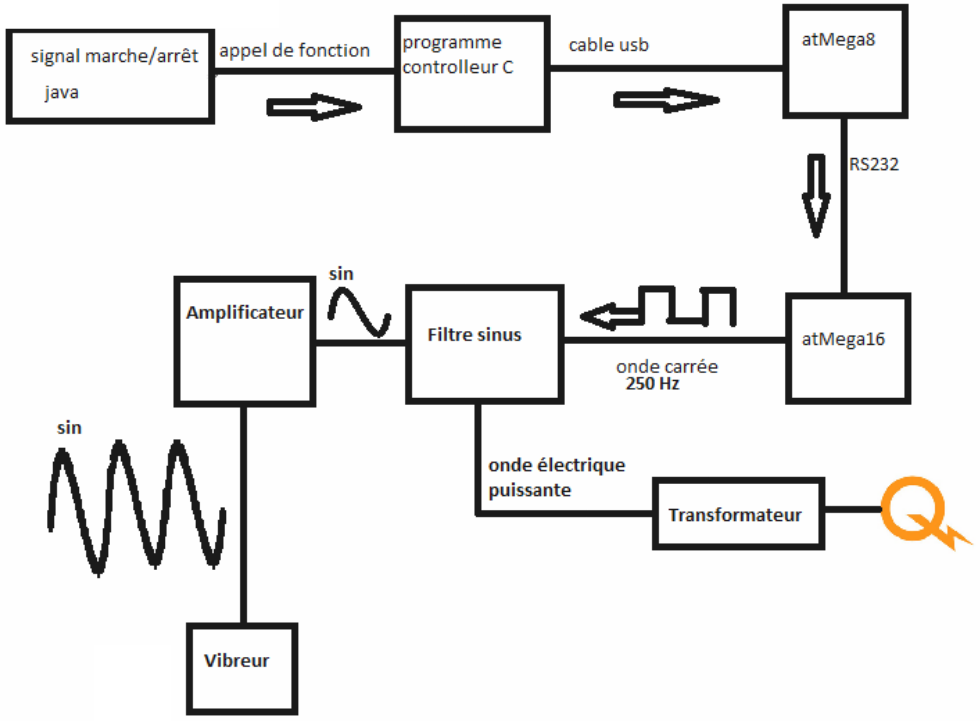 signal marche/arrêt
java
appel de fonction
programme
controlleur C
cable usb
atMega8
RS232
atMega16
onde carrée
250 Hz
Filtre sinus
sin
Amplificateur
sin
Vibreur
onde électrique
puissante
Transformateur